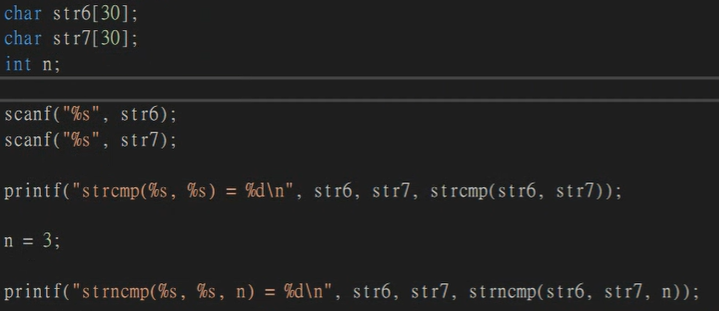 char str6[30];
char str7[30];
int n;
scanf("%s", str6);
scanf("%s", str7);
printf("strcmp(%s, %s) = %d\n", str6, str7, strcmp(str6, str7));
n = 3;
printf("strncmp(%s, %s, n) = %d\n", str6, str7, strncmp(str6, str7, n));